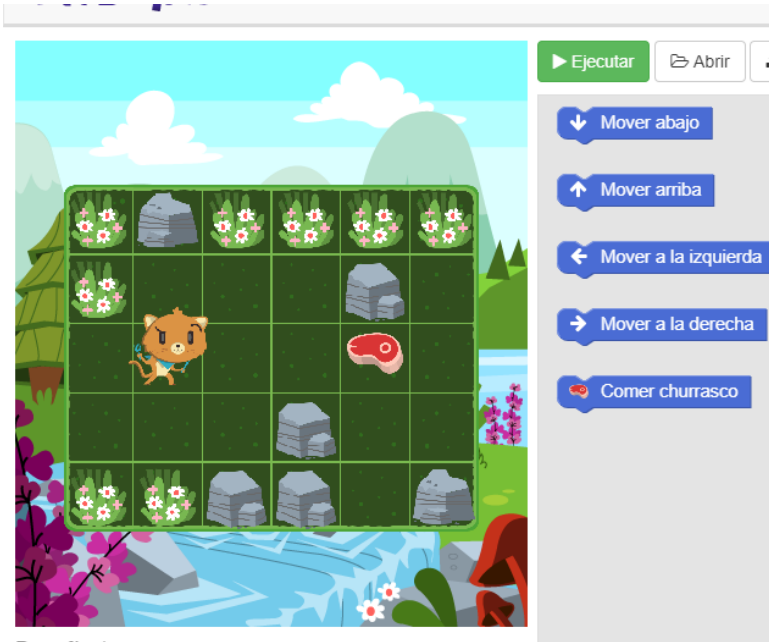 Ejecutar
Abrir
Mover abajo
Mover arriba
Mover a la izquierda
Mover a la derecha
Comer churrasco